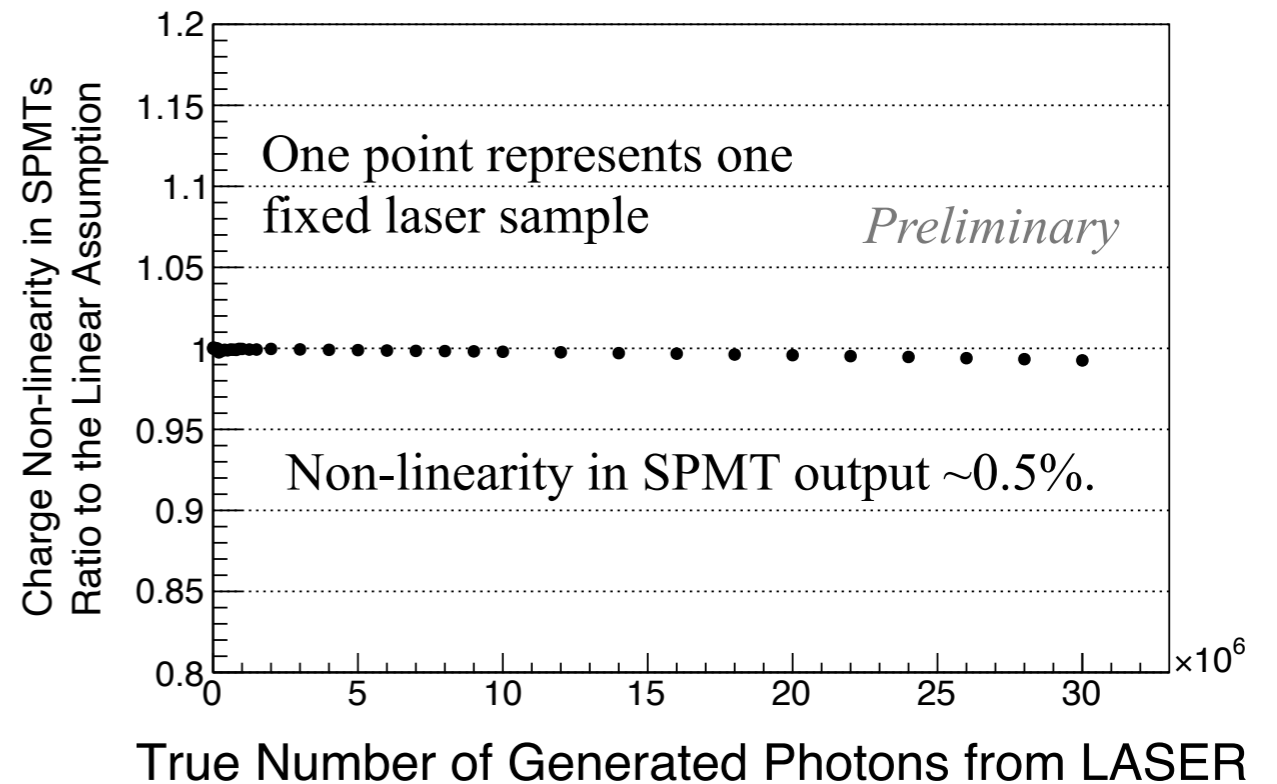 Charge Non-linearity in SPMTs
Ratio to the Linear Assumption
1.2
1.15
1.1
1.05
1
0.95
0.9
0.85
0.8
One point represents one
fixed laser sample
Preliminary
Non-linearity in SPMT output ~0.5%.
0 5 10 15 20 25 30
×10⁶
True Number of Generated Photons from LASER